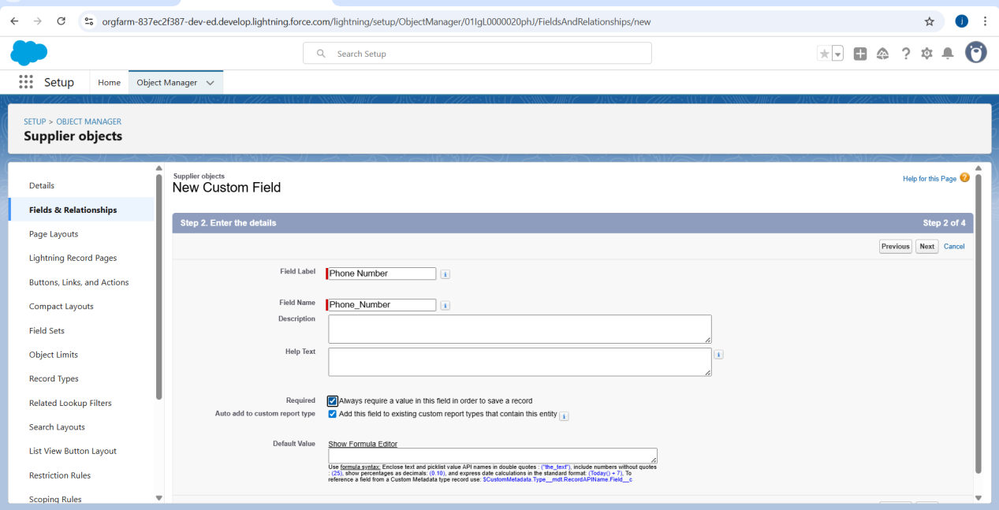 orgfarm-837ec2f387-dev-ed.develop.lightning.force.com/lightning/setup/ObjectManager/01IgL0000020phJ/FieldsAndRelationships/new
j
Search Setup
Setup
Home
Object Manager
SETUP > OBJECT MANAGER
Supplier objects
Details
Fields & Relationships
Page Layouts
Lightning Record Pages
Buttons, Links, and Actions
Compact Layouts
Field Sets
Object Limits
Record Types
Related Lookup Filters
Search Layouts
List View Button Layout
Restriction Rules
Scoping Rules
Supplier objects
New Custom Field
Help for this Page ?
Step 2. Enter the details
Step 2 of 4
Previous Next Cancel
Field Label Phone Number i
Field Name Phone_Number i
Description
Help Text i
Required Always require a value in this field in order to save a record
Auto add to custom report type Add this field to existing custom report types that contain this entity i
Default Value Show Formula Editor
Use formula syntax: Enclose text and picklist value API names in double quotes : ("the_text"), include numbers without quotes
: (25), show percentages as decimals: (0.10), and express date calculations in the standard format: (Today() + 7), To
reference a field from a Custom Metadata type record use: $CustomMetadata.Type__mdt.RecordAPIName.Field__c